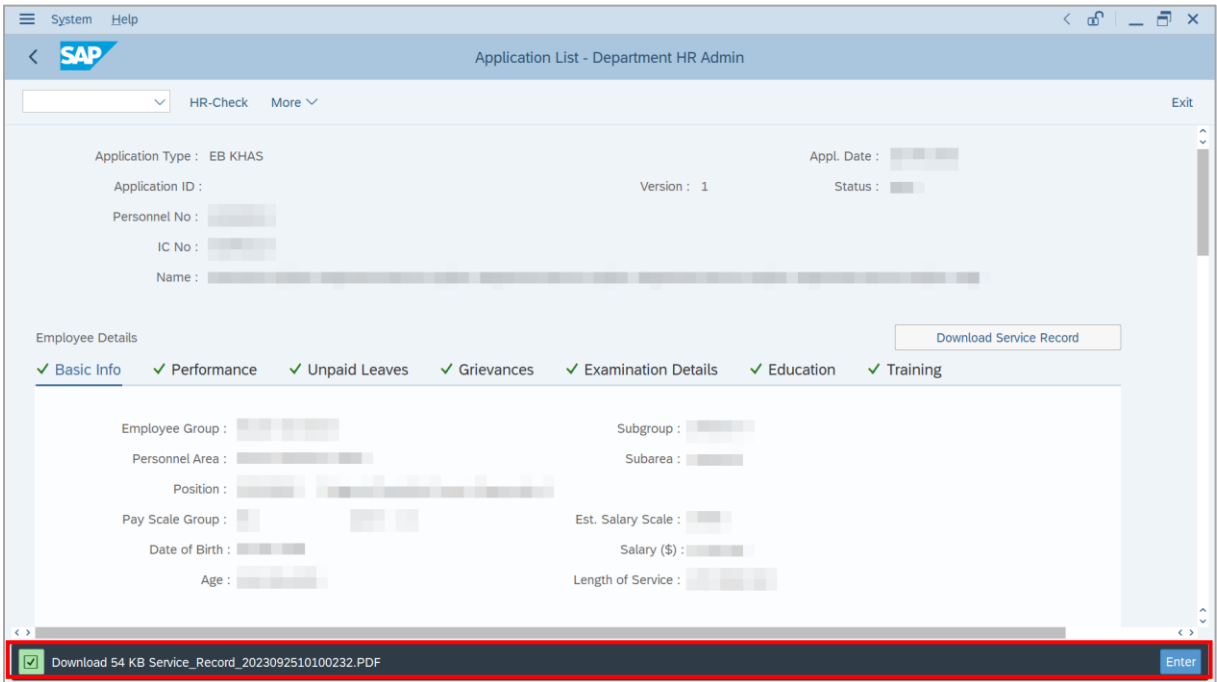 System Help
SAP
Application List - Department HR Admin
HR-Check More Exit
Application Type : EB KHAS Appl. Date :
Application ID : Version : 1 Status :
Personnel No :
IC No :
Name :
Employee Details Download Service Record
Basic Info Performance Unpaid Leaves Grievances Examination Details Education Training
Employee Group : Subgroup :
Personnel Area : Subarea :
Position :
Pay Scale Group : Est. Salary Scale :
Date of Birth : Salary ($) :
Age : Length of Service :
Download 54 KB Service_Record_2023092510100232.PDF Enter